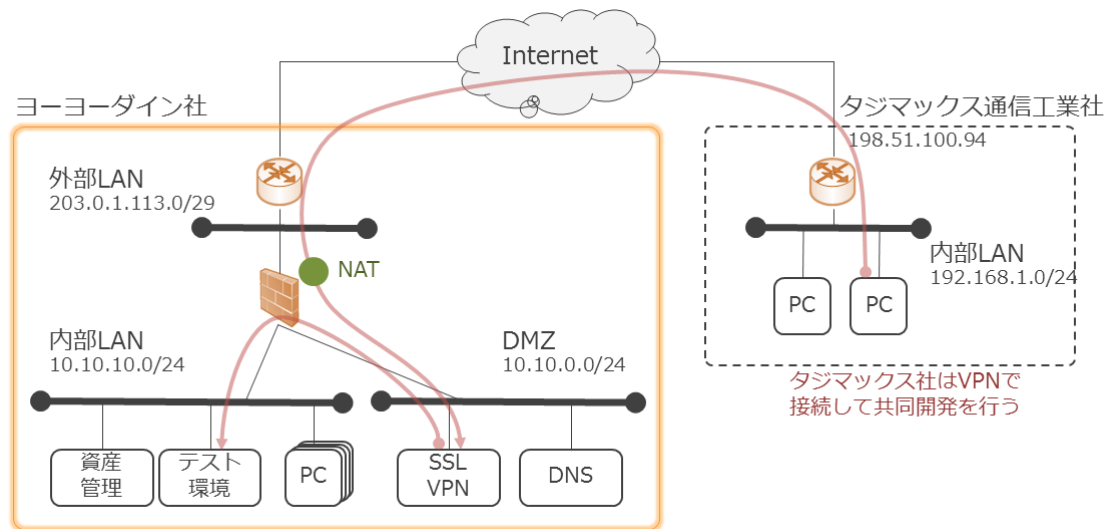 Internet
ヨーヨーダイン社
タジマックス通信工業社
198.51.100.94
外部LAN
203.0.1.113.0/29
NAT
内部LAN
192.168.1.0/24
PC
PC
内部LAN
10.10.10.0/24
DMZ
10.10.0.0/24
タジマックス社はVPNで
接続して共同開発を行う
資産
管理
テスト
環境
PC
SSL
VPN
DNS